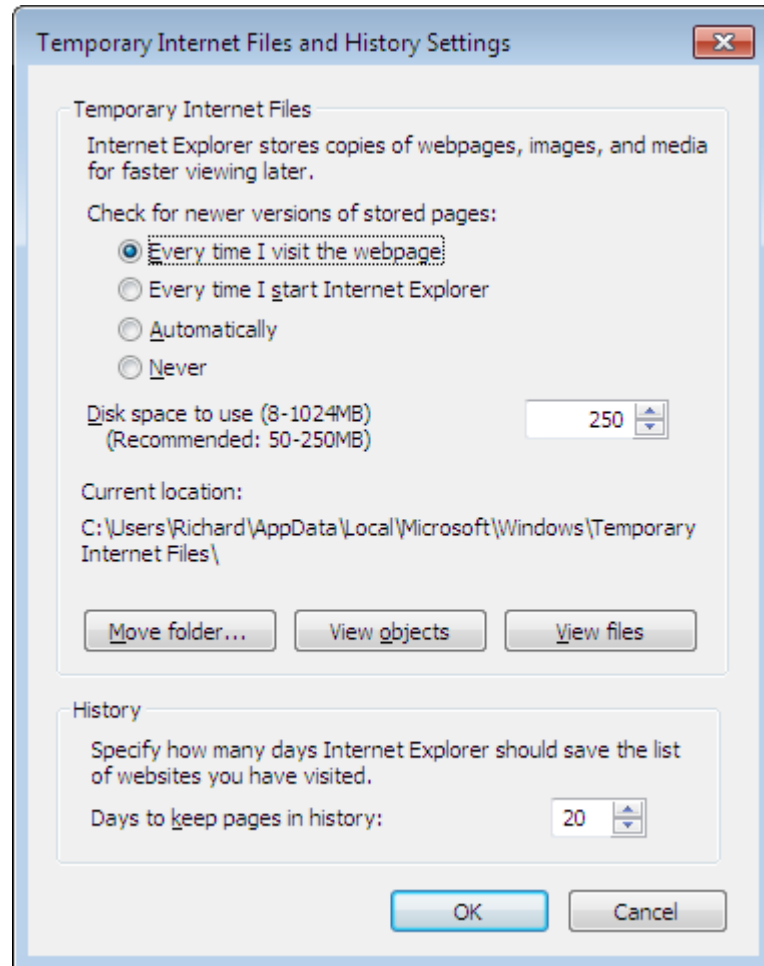 Temporary Internet Files and History Settings
Temporary Internet Files
Internet Explorer stores copies of webpages, images, and media
for faster viewing later.
Check for newer versions of stored pages:
Every time I visit the webpage
Every time I start Internet Explorer
Automatically
Never
Disk space to use (8-1024MB)
(Recommended: 50-250MB)
250
Current location:
C:\Users\Richard\AppData\Local\Microsoft\Windows\Temporary
Internet Files\
Move folder... View objects View files
History
Specify how many days Internet Explorer should save the list
of websites you have visited.
Days to keep pages in history: 20
OK Cancel